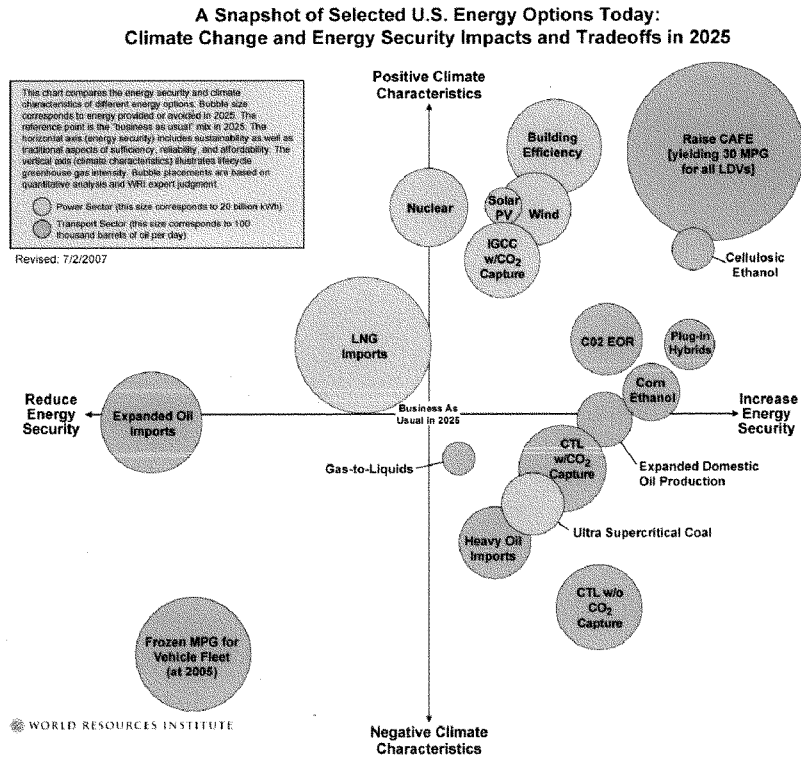 A Snapshot of Selected U.S. Energy Options Today:
Climate Change and Energy Security Impacts and Tradeoffs in 2025
This chart compares the energy security and climate
characteristics of different energy options. Bubble size
corresponds to energy provided or avoided in 2025. The
reference point is the "business as usual" mix in 2025. The
horizontal axis (energy security) includes sustainability as well as
traditional aspects of sufficiency, reliability, and affordability. The
vertical axis (climate characteristics) illustrates lifecycle
greenhouse gas intensity. Bubble placements are based on
quantitative analysis and WRI expert judgment.
Power Sector (this size corresponds to 20 billion kWh)
Transport Sector (this size corresponds to 100
thousand barrels of oil per day)
Revised: 7/2/2007
Positive Climate
Characteristics
Building
Efficiency
Raise CAFE
[yielding 30 MPG
for all LDVs]
Nuclear
Solar
PV
Wind
IGCC
w/CO2
Capture
Cellulosic
Ethanol
LNG
Imports
C02 EOR
Plug-In
Hybrids
Corn
Ethanol
Reduce
Energy
Security
Expanded Oil
Imports
Business As
Usual in 2025
Increase
Energy
Security
Gas-to-Liquids
CTL
w/CO2
Capture
Expanded Domestic
Oil Production
Ultra Supercritical Coal
Heavy Oil
Imports
CTL w/o
CO2
Capture
Frozen MPG for
Vehicle Fleet
(at 2005)
WORLD RESOURCES INSTITUTE
Negative Climate
Characteristics